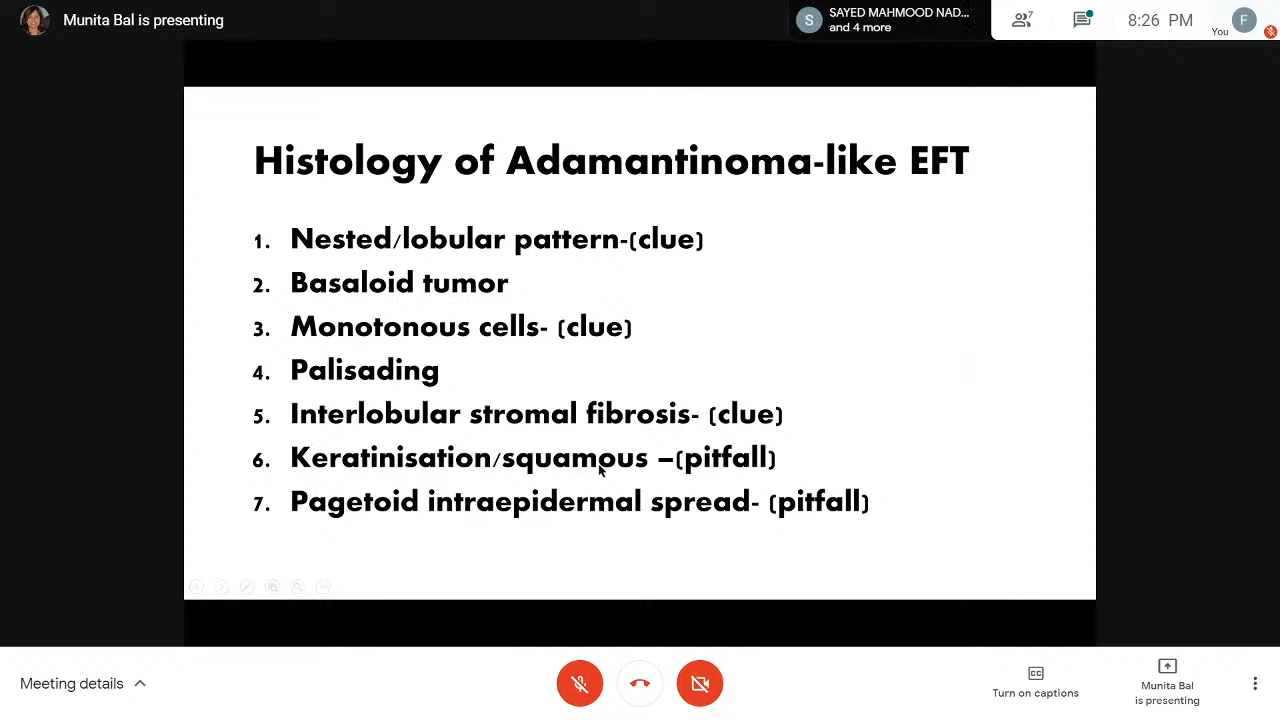 Munita Bal is presenting
S
SAYED MAHMOOD NAD...
and 4 more
7
8:26 PM
You
F
Histology of Adamantinoma-like EFT
1. Nested/lobular pattern-(clue)
2. Basaloid tumor
3. Monotonous cells- (clue)
4. Palisading
5. Interlobular stromal fibrosis- (clue)
6. Keratinisation/squamous –(pitfall)
7. Pagetoid intraepidermal spread- (pitfall)
Meeting details
CC
Turn on captions
Munita Bal
is presenting